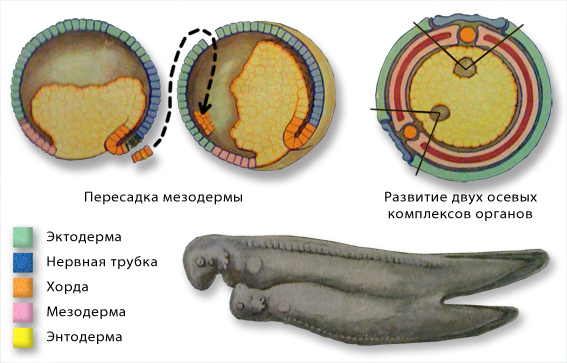 Пересадка мезодермы
Развитие двух осевых
комплексов органов
Эктодерма
Нервная трубка
Хорда
Мезодерма
Энтодерма